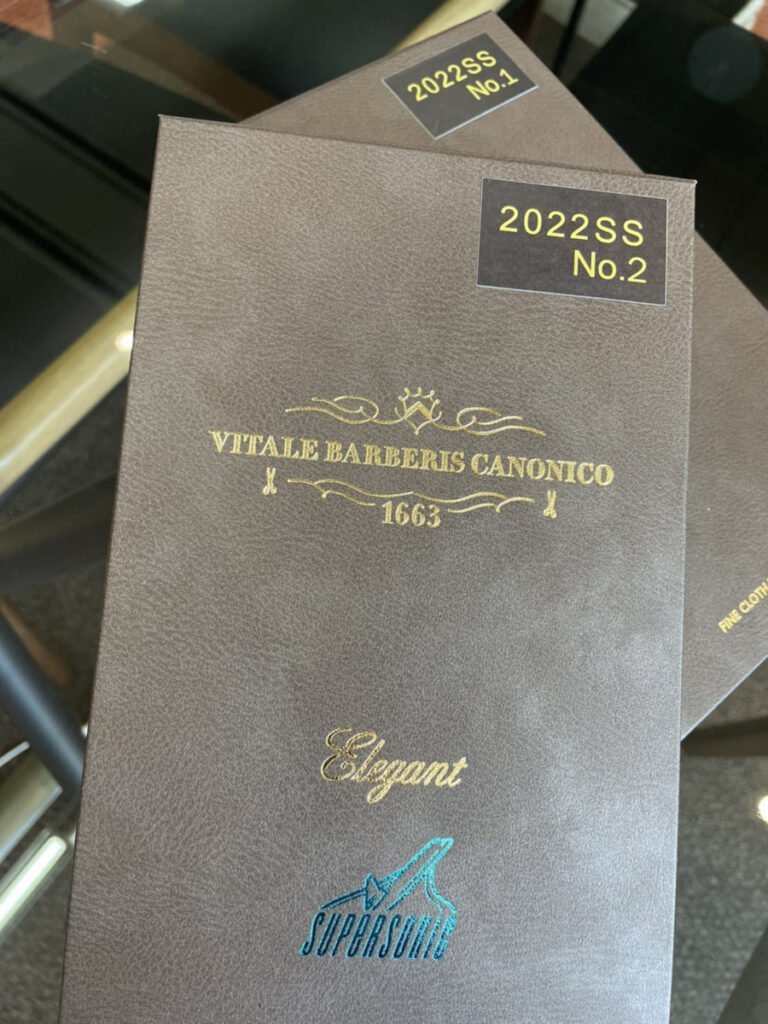 2022SS
No.1
2022SS
No.2
VITALE BARBERIS CANONICO
1663
Elegant
SUPERSONIC
FINE CLOTH